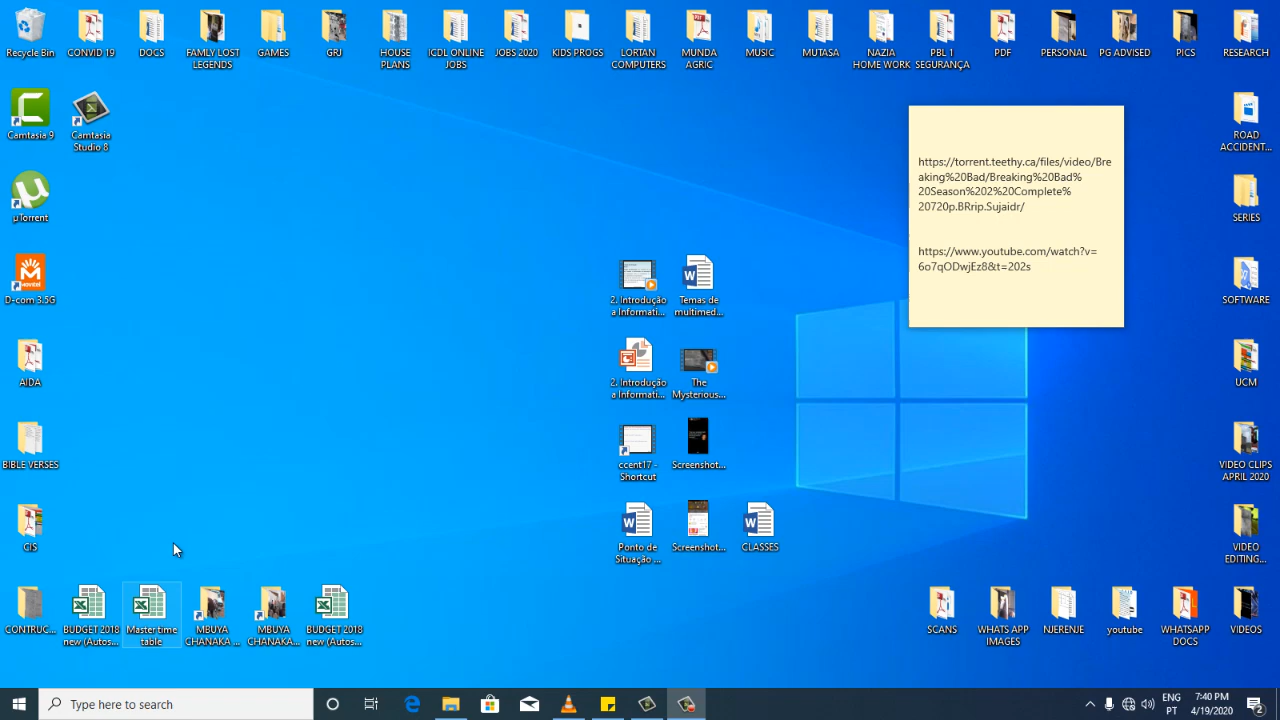 Recycle Bin
CONVID 19
DOCS
FAMLY LOST
LEGENDS
GAMES
GRJ
HOUSE
PLANS
ICDL ONLINE
JOBS
JOBS 2020
KIDS PROGS
LORTAN
COMPUTERS
MUNDA
AGRIC
MUSIC
MUTASA
NAZIA
HOME WORK
PBL 1
SEGURANÇA
PDF
PERSONAL
PG ADVISED
PICS
RESEARCH
Camtasia 9
Camtasia
Studio 8
ROAD
ACCIDENT...
https://torrent.teethy.ca/files/video/Bre
aking%20Bad/Breaking%20Bad%
20Season%202%20Complete%
20720p.BRrip.Sujaidr/
https://www.youtube.com/watch?v=
6o7qODwjEz8&t=202s
µTorrent
SERIES
D-com 3.5G
2. Introdução
a Informati...
Temas de
multimed...
SOFTWARE
AIDA
2. Introdução
a Informati...
The
Mysterious...
UCM
BIBLE VERSES
ccent17 -
Shortcut
Screenshot...
VIDEO CLIPS
APRIL 2020
CIS
Ponto de
Situação ...
Screenshot...
CLASSES
VIDEO
EDITING...
CONTRUC...
BUDGET 2018
new (Autos...
Master time
table
MBUYA
CHANAKA ...
MBUYA
CHANAKA...
BUDGET 2018
new (Autos...
SCANS
WHATS APP
IMAGES
NJERENJE
youtube
WHATSAPP
DOCS
VIDEOS
Type here to search
ENG
PT
7:40 PM
4/19/2020
2